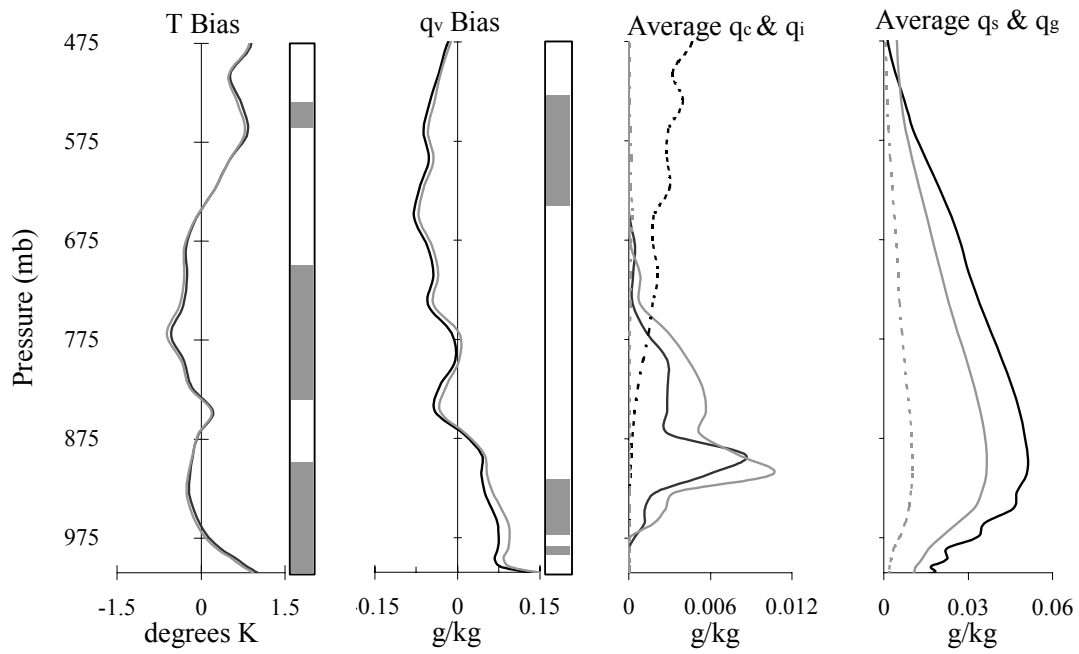 T Bias
qv Bias
Average qc & qi
Average qs & qg
Pressure (mb)
475
575
675
775
875
975
-1.5 0 1.5
degrees K
-0.15 0 0.15
g/kg
0 0.006 0.012
g/kg
0 0.03 0.06
g/kg